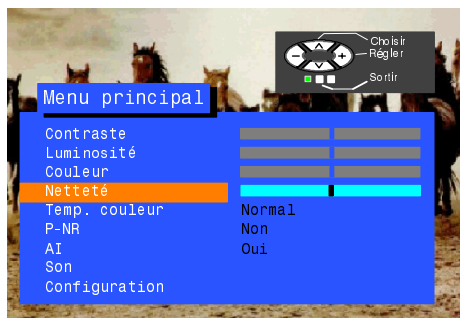 Choisir
Régler
Sortir
Menu principal
Contraste
Luminosité
Couleur
Netteté
Temp. couleur Normal
P-NR Non
AI Oui
Son
Configuration